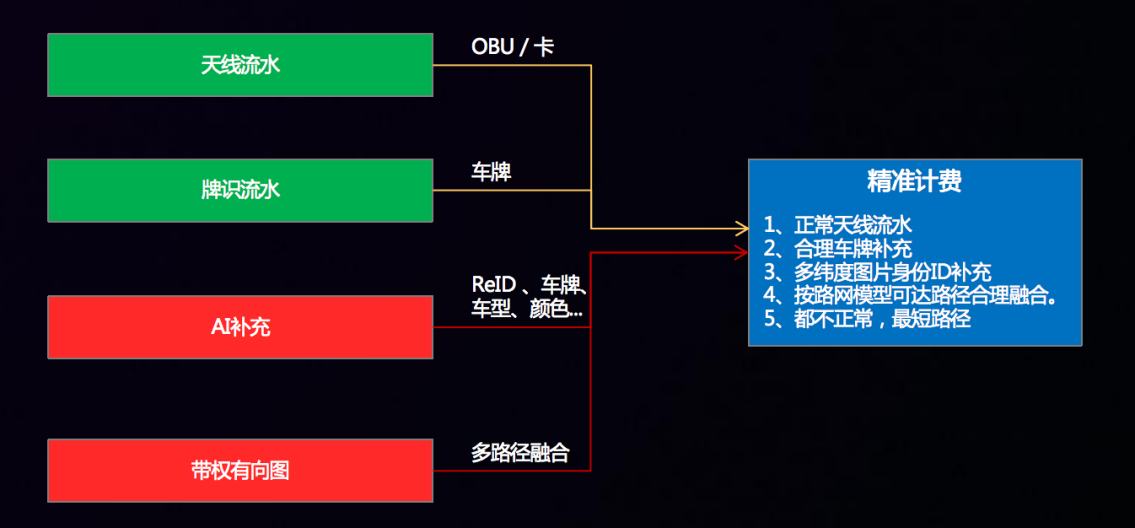 天线流水
OBU / 卡
牌识流水
车牌
AI补充
ReID 、车牌、
车型、颜色...
带权有向图
多路径融合
精准计费
1、正常天线流水
2、合理车牌补充
3、多纬度图片身份ID补充
4、按路网模型可达路径合理融合。
5、都不正常，最短路径